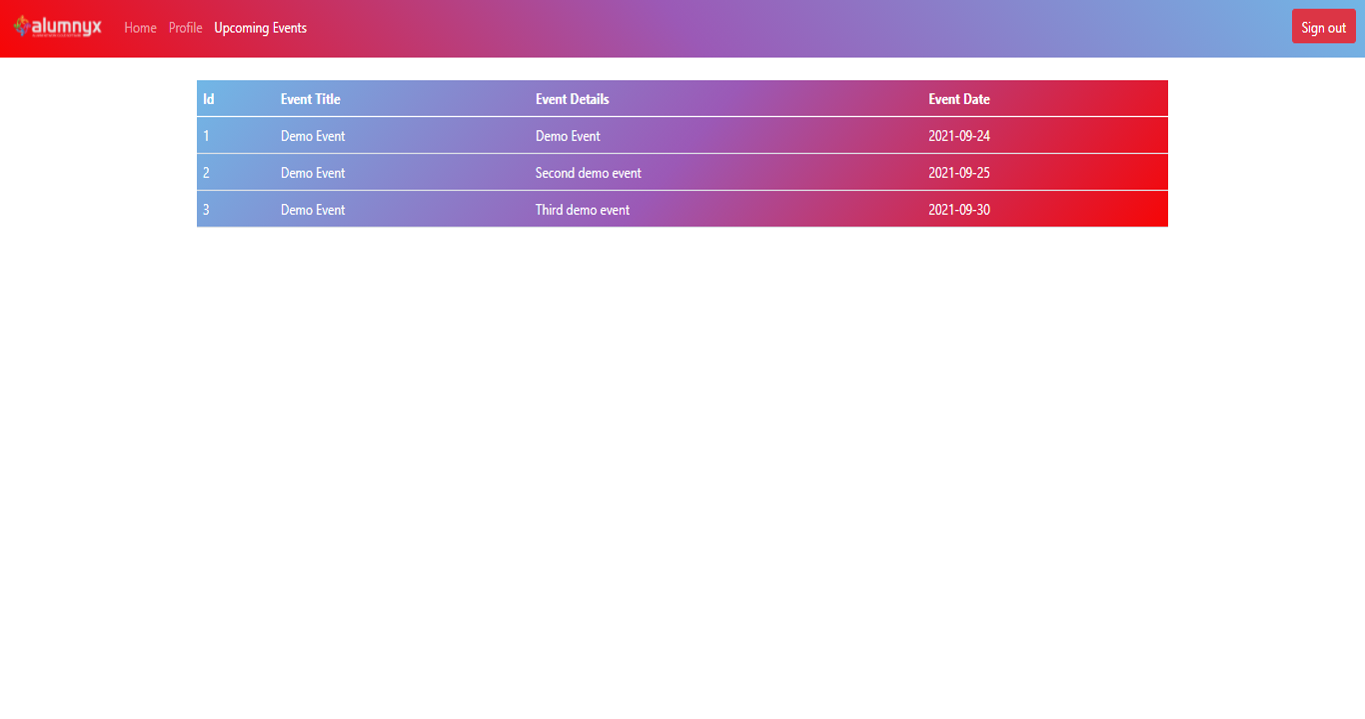 alumnyx Home Profile Upcoming Events Sign out
Id Event Title Event Details Event Date
1 Demo Event Demo Event 2021-09-24
2 Demo Event Second demo event 2021-09-25
3 Demo Event Third demo event 2021-09-30